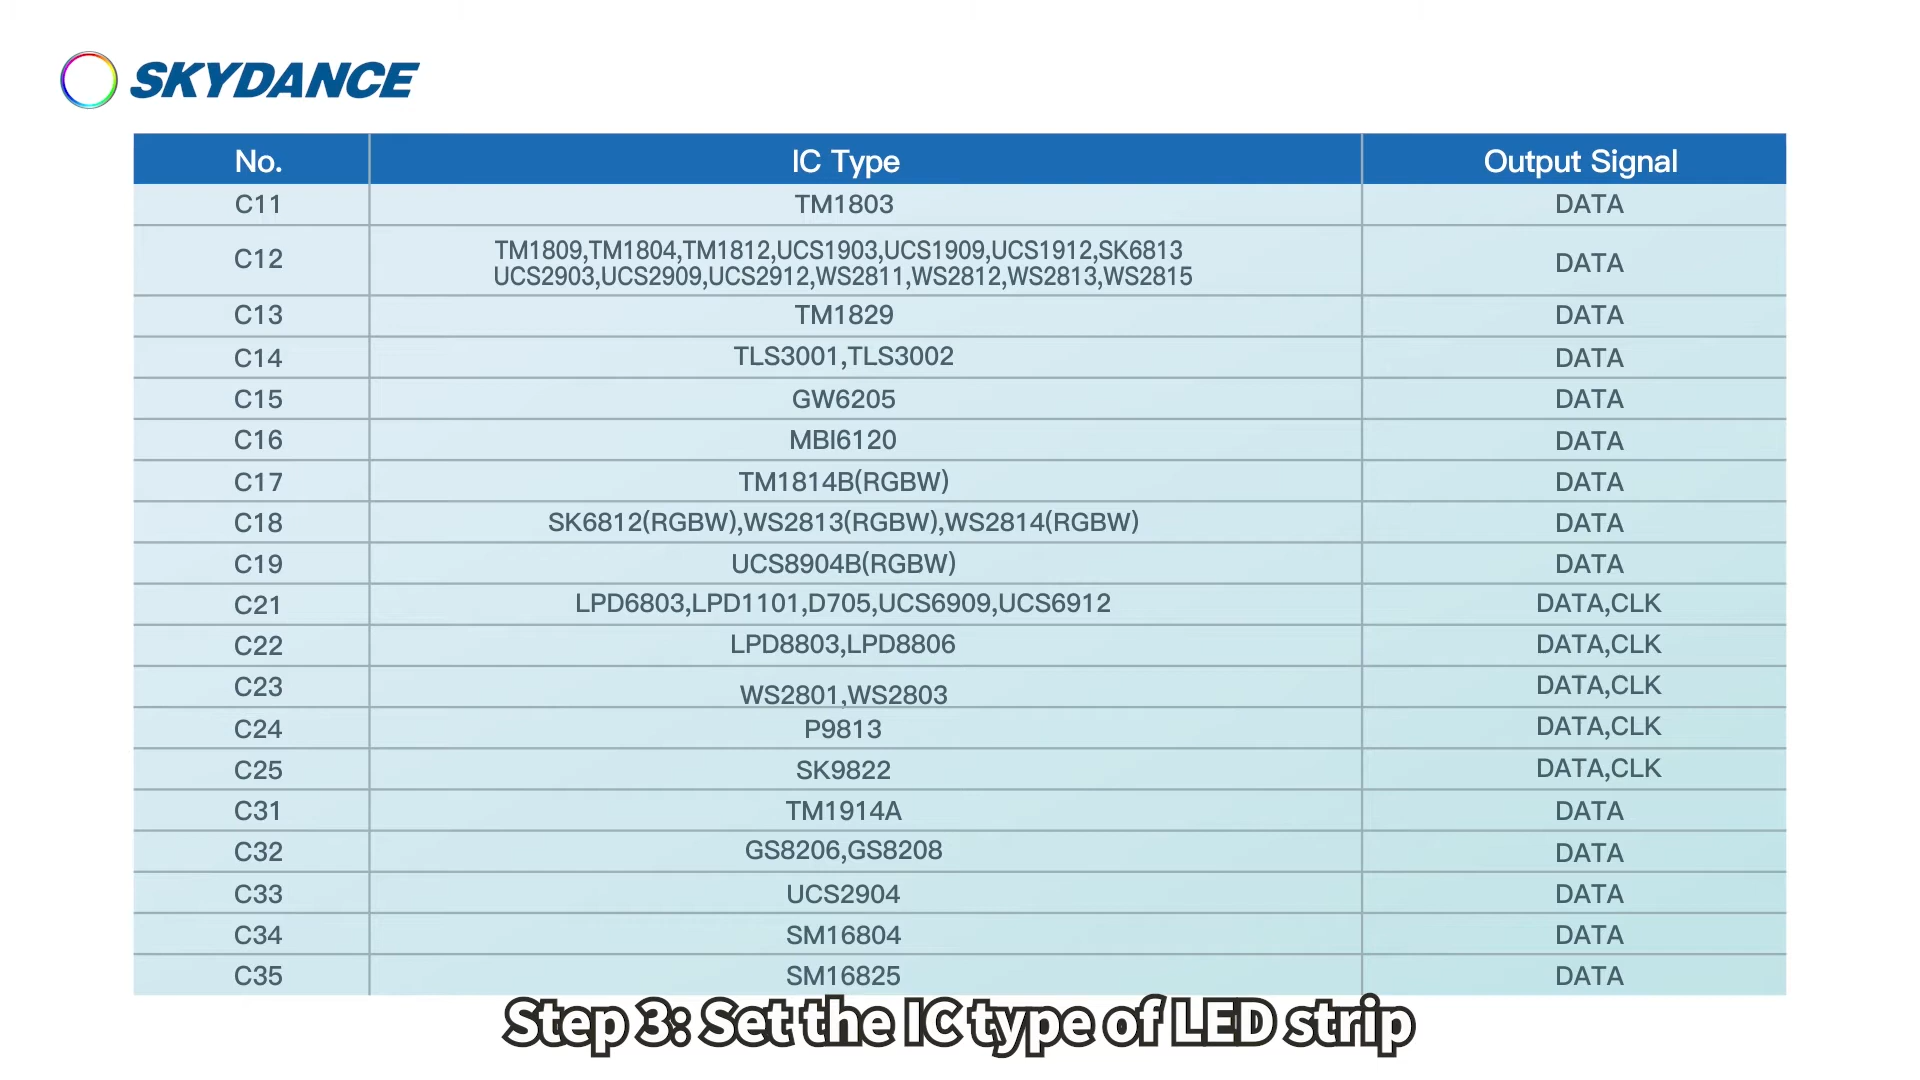 SKYDANCE
No. IC Type Output Signal
C11 TM1803 DATA
C12 TM1809,TM1804,TM1812,UCS1903,UCS1909,UCS1912,SK6813
UCS2903,UCS2909,UCS2912,WS2811,WS2812,WS2813,WS2815 DATA
C13 TM1829 DATA
C14 TLS3001,TLS3002 DATA
C15 GW6205 DATA
C16 MBI6120 DATA
C17 TM1814B(RGBW) DATA
C18 SK6812(RGBW),WS2813(RGBW),WS2814(RGBW) DATA
C19 UCS8904B(RGBW) DATA
C21 LPD6803,LPD1101,D705,UCS6909,UCS6912 DATA,CLK
C22 LPD8803,LPD8806 DATA,CLK
C23 WS2801,WS2803 DATA,CLK
C24 P9813 DATA,CLK
C25 SK9822 DATA,CLK
C31 TM1914A DATA
C32 GS8206,GS8208 DATA
C33 UCS2904 DATA
C34 SM16804 DATA
C35 SM16825 DATA
Step 3: Set the IC type of LED strip